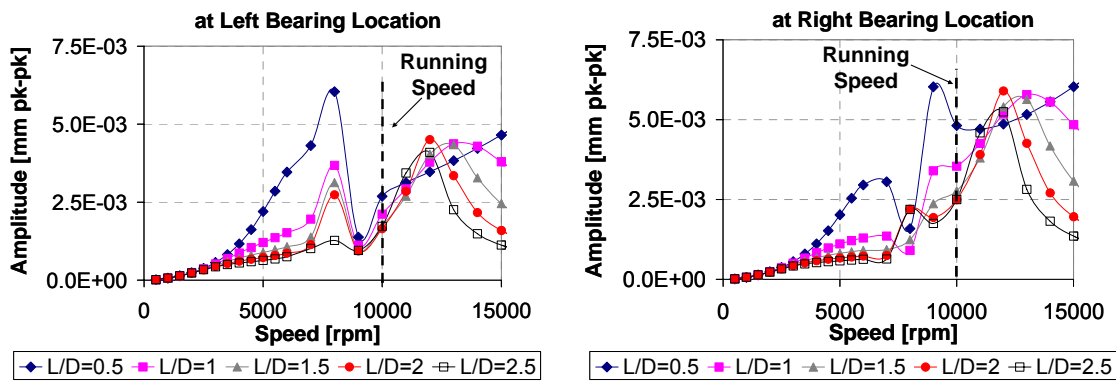 at Left Bearing Location
7.5E-03
5.0E-03
2.5E-03
0.0E+00
Amplitude [mm pk-pk]
Running
Speed
0 5000 10000 15000
Speed [rpm]
L/D=0.5 L/D=1 L/D=1.5 L/D=2 L/D=2.5
at Right Bearing Location
7.5E-03
5.0E-03
2.5E-03
0.0E+00
Amplitude [mm pk-pk]
Running
Speed
0 5000 10000 15000
Speed [rpm]
L/D=0.5 L/D=1 L/D=1.5 L/D=2 L/D=2.5